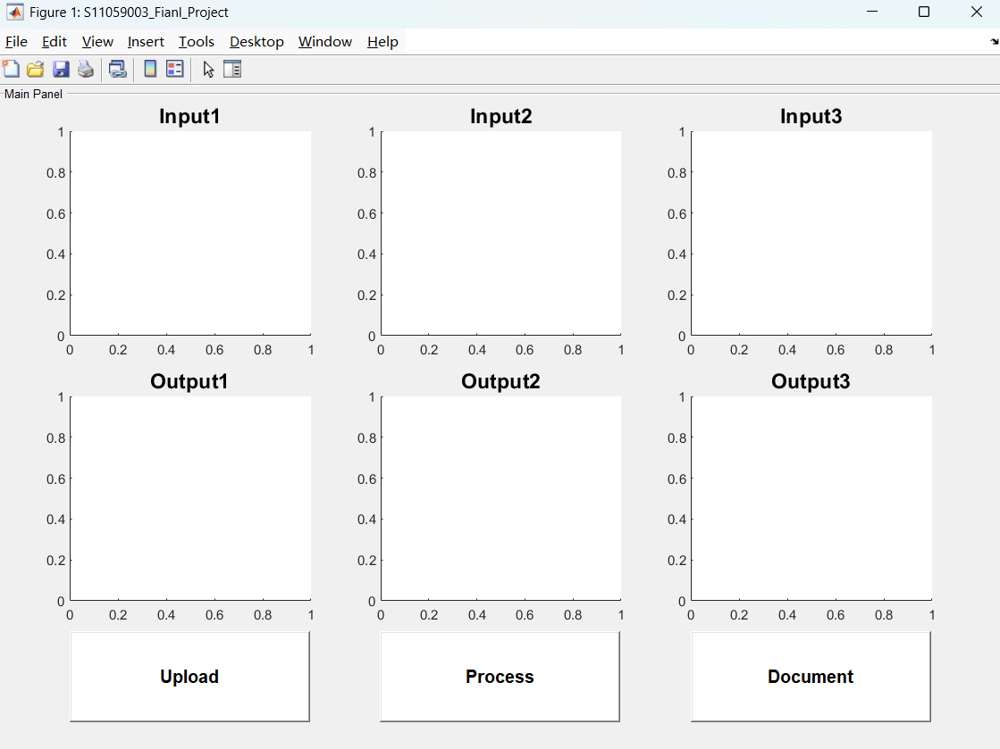 Figure 1: S11059003_Fianl_Project
File Edit View Insert Tools Desktop Window Help
Main Panel
Input1 Input2 Input3
1 1 1
0.8 0.8 0.8
0.6 0.6 0.6
0.4 0.4 0.4
0.2 0.2 0.2
0 0 0
0 0.2 0.4 0.6 0.8 1 0 0.2 0.4 0.6 0.8 1 0 0.2 0.4 0.6 0.8 1
Output1 Output2 Output3
1 1 1
0.8 0.8 0.8
0.6 0.6 0.6
0.4 0.4 0.4
0.2 0.2 0.2
0 0 0
0 0.2 0.4 0.6 0.8 1 0 0.2 0.4 0.6 0.8 1 0 0.2 0.4 0.6 0.8 1
Upload Process Document